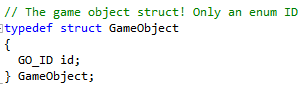 // The game object struct! Only an enum ID
typedef struct GameObject
{
  GO_ID id;
} GameObject;